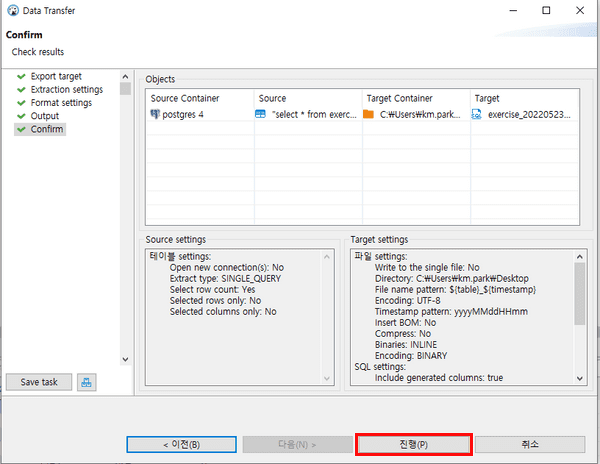 Data Transfer
Confirm
Check results
Export target
Extraction settings
Format settings
Output
Confirm
Objects
Source Container Source Target Container Target
postgres 4 "select * from exerc... C:₩Users₩km.park... exercise_20220523...
Source settings
테이블 settings:
Open new connection(s): No
Extract type: SINGLE_QUERY
Select row count: Yes
Selected rows only: No
Selected columns only: No
Target settings
파일 settings:
Write to the single file: No
Directory: C:₩Users₩km.park₩Desktop
File name pattern: ${table}_${timestamp}
Encoding: UTF-8
Timestamp pattern: yyyyMMddHHmm
Insert BOM: No
Compress: No
Binaries: INLINE
Encoding: BINARY
SQL settings:
Include generated columns: true
Save task
< 이전(B) 다음(N) > 진행(P) 취소